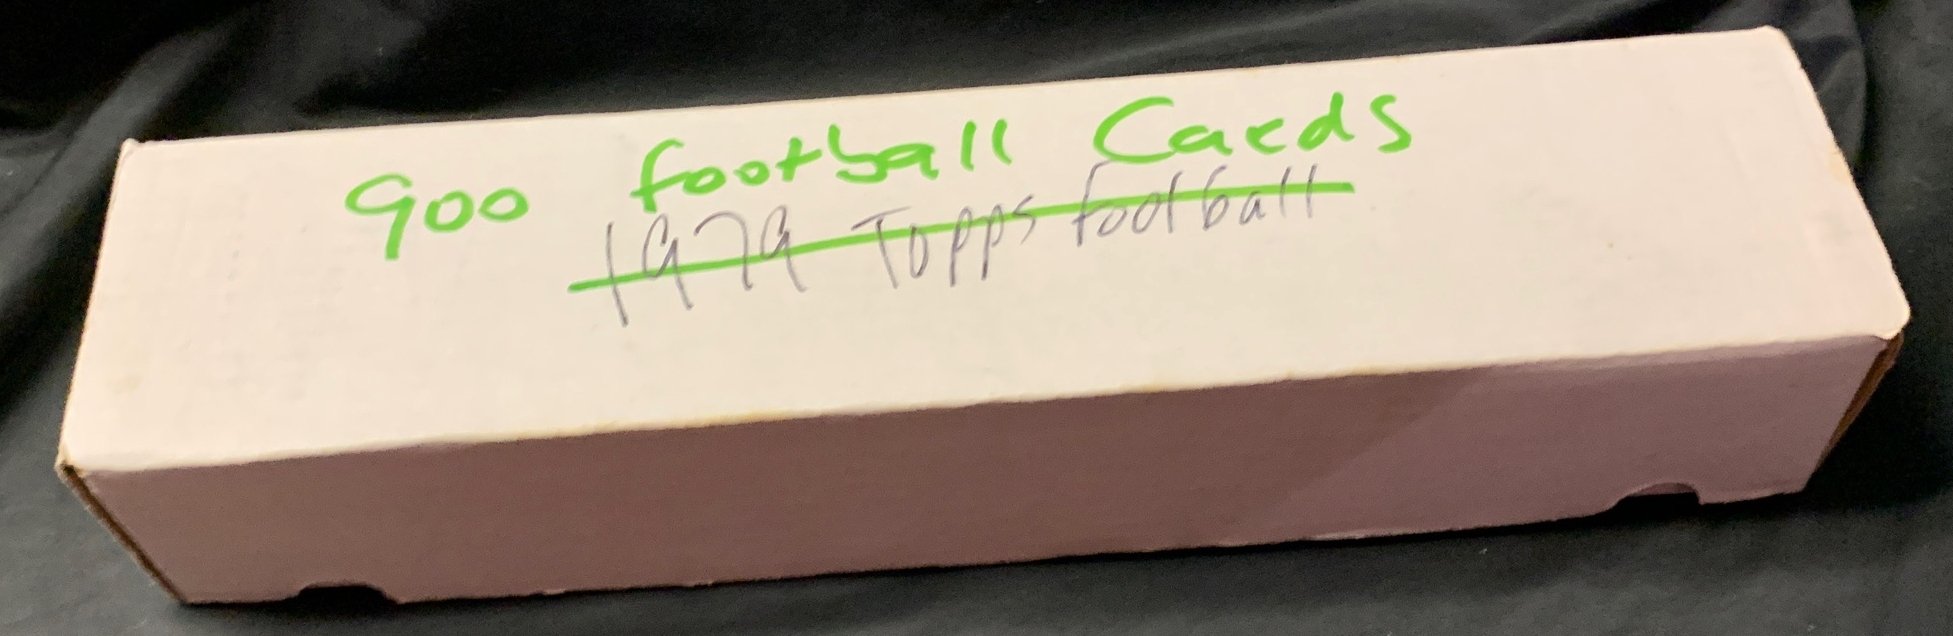 900 football Cards
1979 Topps football